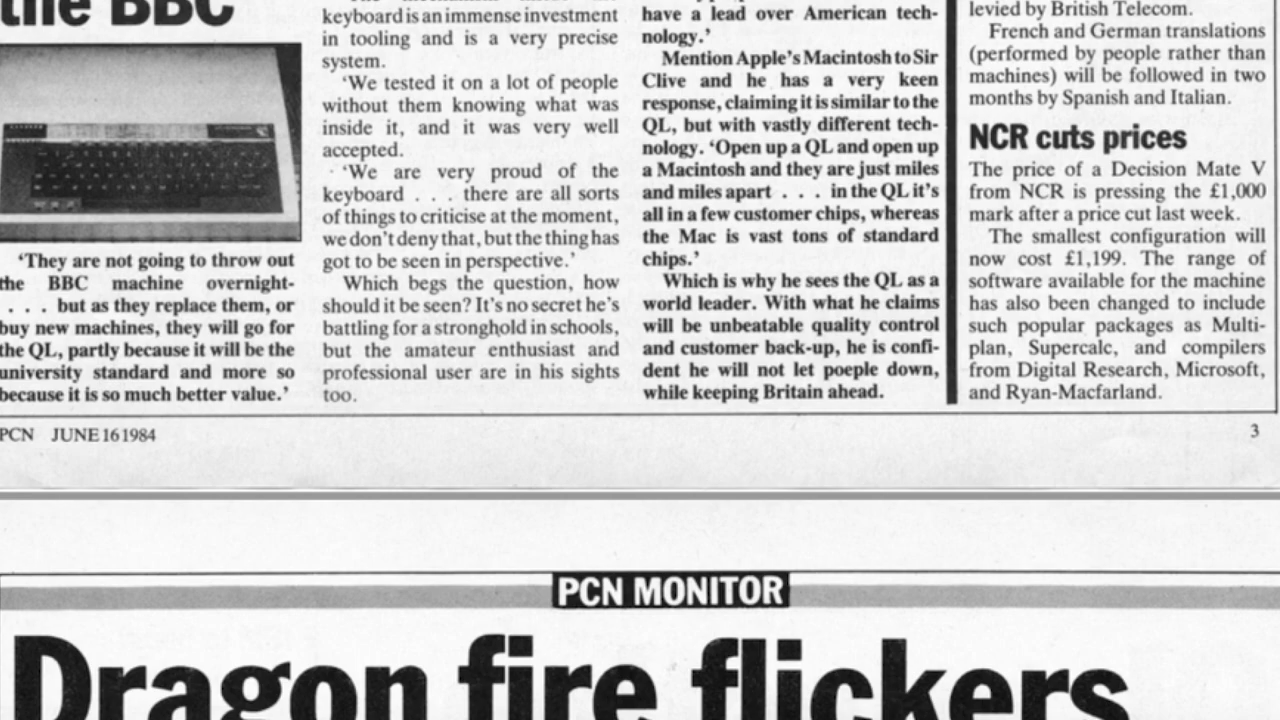 the BBC
'They are not going to throw out
the BBC machine overnight-
. . . but as they replace them, or
buy new machines, they will go for
the QL, partly because it will be the
university standard and more so
because it is so much better value.'
keyboard is an immense investment
in tooling and is a very precise
system.
'We tested it on a lot of people
without them knowing what was
inside it, and it was very well
accepted.
'We are very proud of the
keyboard . . . there are all sorts
of things to criticise at the moment,
we don't deny that, but the thing has
got to be seen in perspective.'
Which begs the question, how
should it be seen? It's no secret he's
battling for a stronghold in schools,
but the amateur enthusiast and
professional user are in his sights
too.
have a lead over American tech-
nology.'
Mention Apple's Macintosh to Sir
Clive and he has a very keen
response, claiming it is similar to the
QL, but with vastly different tech-
nology. 'Open up a QL and open up
a Macintosh and they are just miles
and miles apart . . . in the QL it's
all in a few customer chips, whereas
the Mac is vast tons of standard
chips.'
Which is why he sees the QL as a
world leader. With what he claims
will be unbeatable quality control
and customer back-up, he is confi-
dent he will not let poeple down,
while keeping Britain ahead.
levied by British Telecom.
French and German translations
(performed by people rather than
machines) will be followed in two
months by Spanish and Italian.
NCR cuts prices
The price of a Decision Mate V
from NCR is pressing the £1,000
mark after a price cut last week.
The smallest configuration will
now cost £1,199. The range of
software available for the machine
has also been changed to include
such popular packages as Multi-
plan, Supercalc, and compilers
from Digital Research, Microsoft,
and Ryan-Macfarland.
PCN JUNE 16 1984
3
PCN MONITOR
Dragon fire flickers